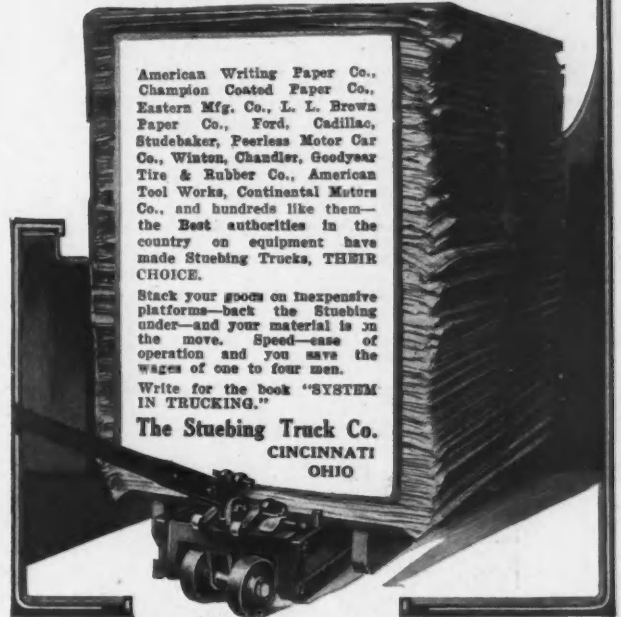 American Writing Paper Co.,
Champion Coated Paper Co.,
Eastern Mfg. Co., L. L. Brown
Paper Co., Ford, Cadillac,
Studebaker, Peerless Motor Car
Co., Winton, Chandler, Goodyear
Tire & Rubber Co., American
Tool Works, Continental Motors
Co., and hundreds like them—
the Best authorities in the
country on equipment have
made Stuebing Trucks, THEIR
CHOICE.
Stack your goods on inexpensive
platforms—back the Stuebing
under—and your material is on
the move. Speed—ease of
operation and you save the
wages of one to four men.
Write for the book "SYSTEM
IN TRUCKING."
The Stuebing Truck Co.
CINCINNATI
OHIO